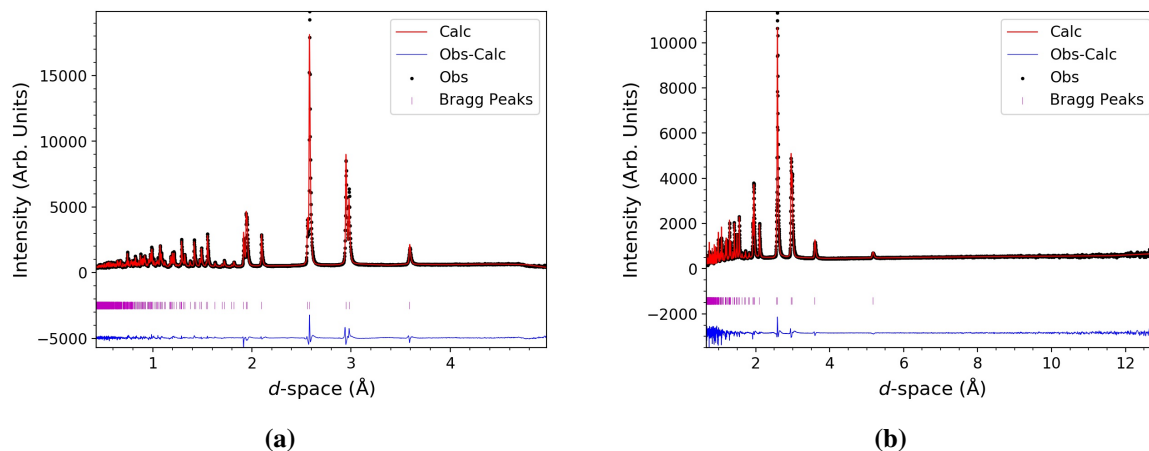 Calc
Obs-Calc
Obs
Bragg Peaks
Intensity (Arb. Units)
15000
10000
5000
0
−5000
1
2
3
4
d-space (Å)
(a)
Calc
Obs-Calc
Obs
Bragg Peaks
Intensity (Arb. Units)
10000
8000
6000
4000
2000
0
−2000
2
4
6
8
10
12
d-space (Å)
(b)